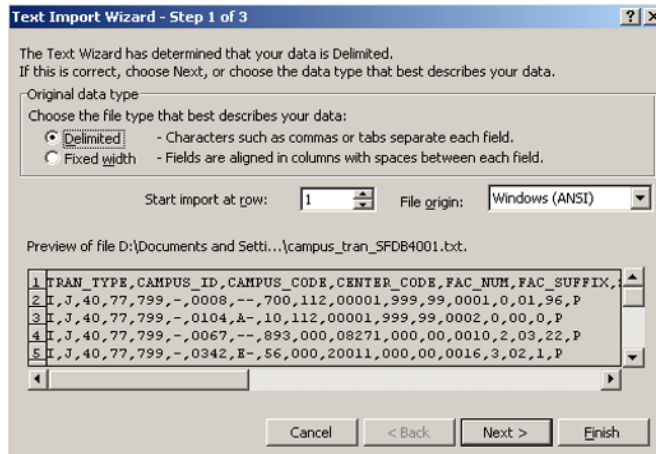 Text Import Wizard - Step 1 of 3
The Text Wizard has determined that your data is Delimited.
If this is correct, choose Next, or choose the data type that best describes your data.
Original data type
Choose the file type that best describes your data:
Delimited - Characters such as commas or tabs separate each field.
Fixed width - Fields are aligned in columns with spaces between each field.
Start import at row: 1 File origin: Windows (ANSI)
Preview of file D:\Documents and Setti...\campus_tran_SFDB4001.txt.
1 TRAN_TYPE,CAMPUS_ID,CAMPUS_CODE,CENTER_CODE,FAC_NUM,FAC_SUFFIX,
2 I,J,40,77,799,-,0008,--,700,112,00001,999,99,0001,0,01,96,P
3 I,J,40,77,799,-,0104,A-,10,112,00001,999,99,0002,0,00,0,P
4 I,J,40,77,799,-,0067,--,893,000,08271,000,00,0010,2,03,22,P
5 I,J,40,77,799,-,0342,E-,56,000,20011,000,00,0016,3,02,1,P
Cancel < Back Next > Finish